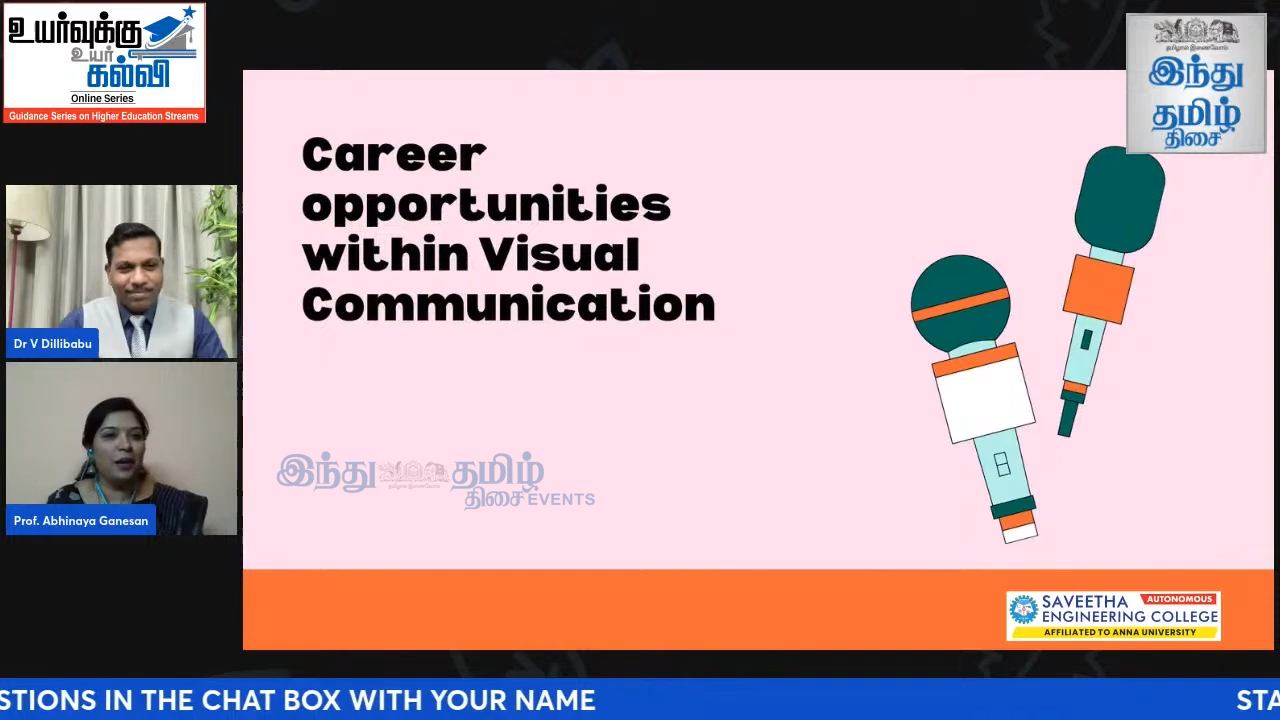 உயர்வுக்கு
உயர்
கல்வி
Online Series
Guidance Series on Higher Education Streams
தமிழால் இணைவோம்
இந்து
தமிழ்
திசை
Career
opportunities
within Visual
Communication
Dr V Dillibabu
Prof. Abhinaya Ganesan
இந்து தமிழ்
திசை EVENTS
SAVEETHA AUTONOMOUS
ENGINEERING COLLEGE
AFFILIATED TO ANNA UNIVERSITY
STIONS IN THE CHAT BOX WITH YOUR NAME STA